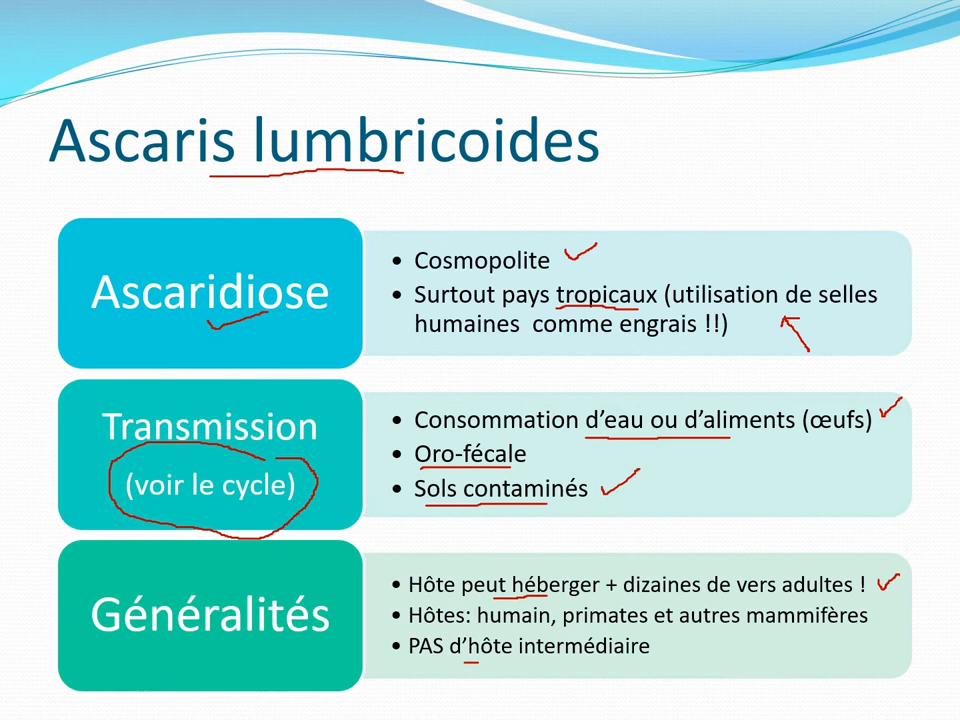 Ascaris lumbricoides
Ascaridiose
• Cosmopolite
• Surtout pays tropicaux (utilisation de selles
humaines comme engrais !!)
Transmission
(voir le cycle)
• Consommation d’eau ou d’aliments (œufs)
• Oro-fécale
• Sols contaminés
Généralités
• Hôte peut héberger + dizaines de vers adultes !
• Hôtes: humain, primates et autres mammifères
• PAS d’hôte intermédiaire